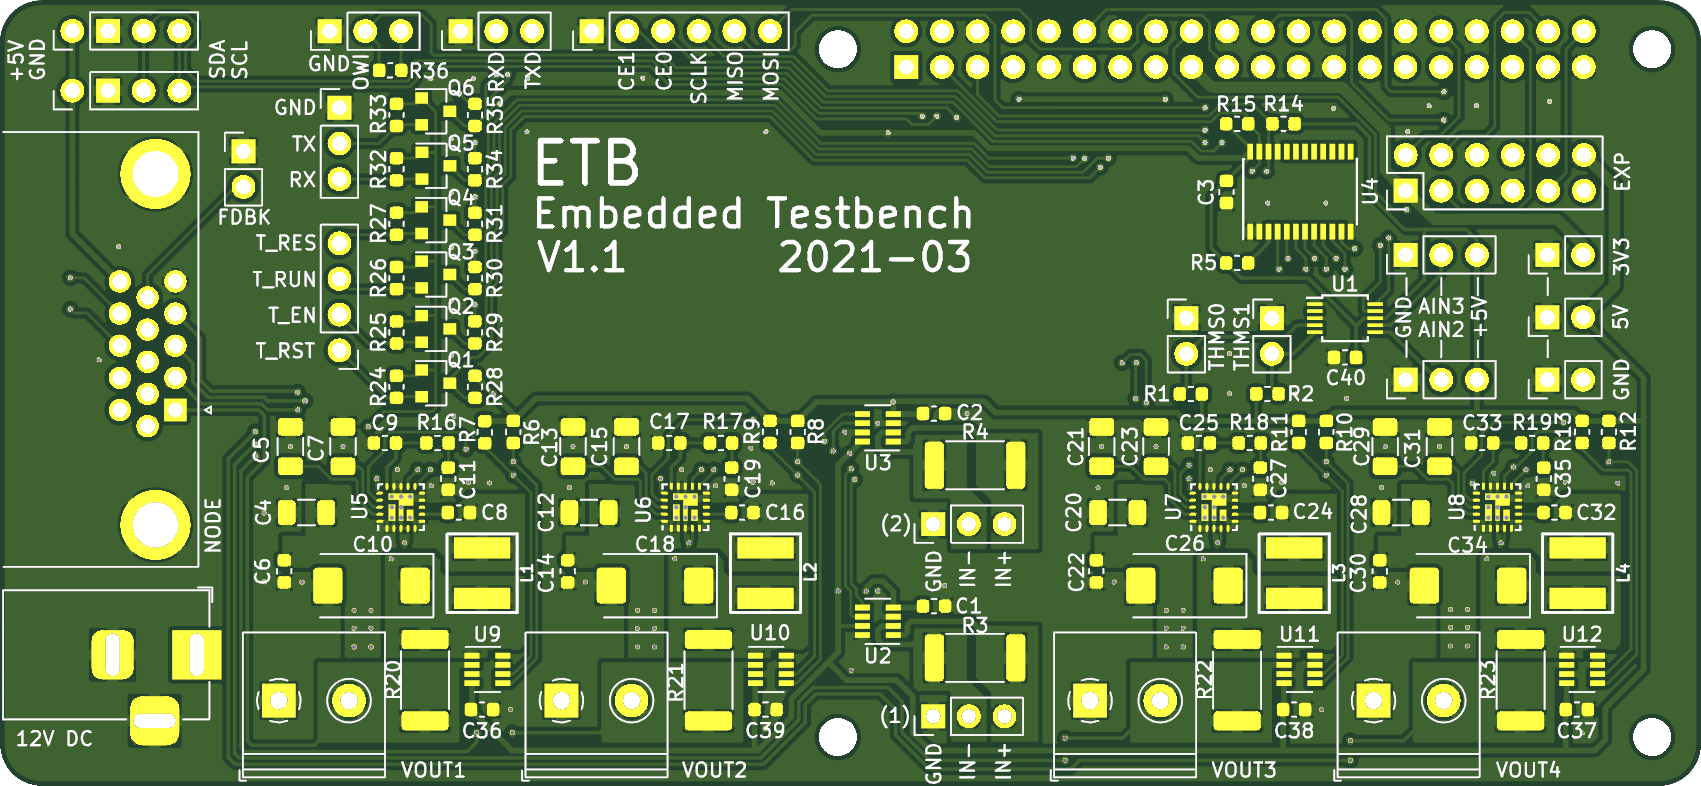 +5V
GND
SDA
SCL
GND
OWI
R36
RXD
TXD
CE1
CE0
SCLK
MISO
MOSI
GND
TX
RX
FDBK
T_RES
T_RUN
T_EN
T_RST
R33
Q6
R35
R32
Q5
R34
R27
Q4
R31
R26
Q3
R30
R25
Q2
R29
R24
Q1
R28
ETB
Embedded Testbench
V1.1 2021-03
R15
R14
C3
U4
R5
EXP
U1
3V3
GND
AIN3
AIN2
+5V
5V
THMS0
THMS1
C40
GND
R1
R2
C5
C7
C9
R16
R7
R6
C13
C15
C17
R17
R9
R8
U3
C2
R4
C21
C23
C25
R18
R11
R10
C29
C31
C33
R19
R13
R12
C4
U5
C11
C8
C12
U6
C19
C16
C20
U7
C27
C24
C28
U8
C35
C32
NODE
C6
C10
L1
C14
C18
L2
(2)
GND
IN-
IN+
C22
C26
L3
C30
C34
L4
C1
R3
U2
12V DC
R20
U9
C36
VOUT1
R21
U10
C39
VOUT2
(1)
GND
IN-
IN+
R22
U11
C38
VOUT3
R23
U12
C37
VOUT4